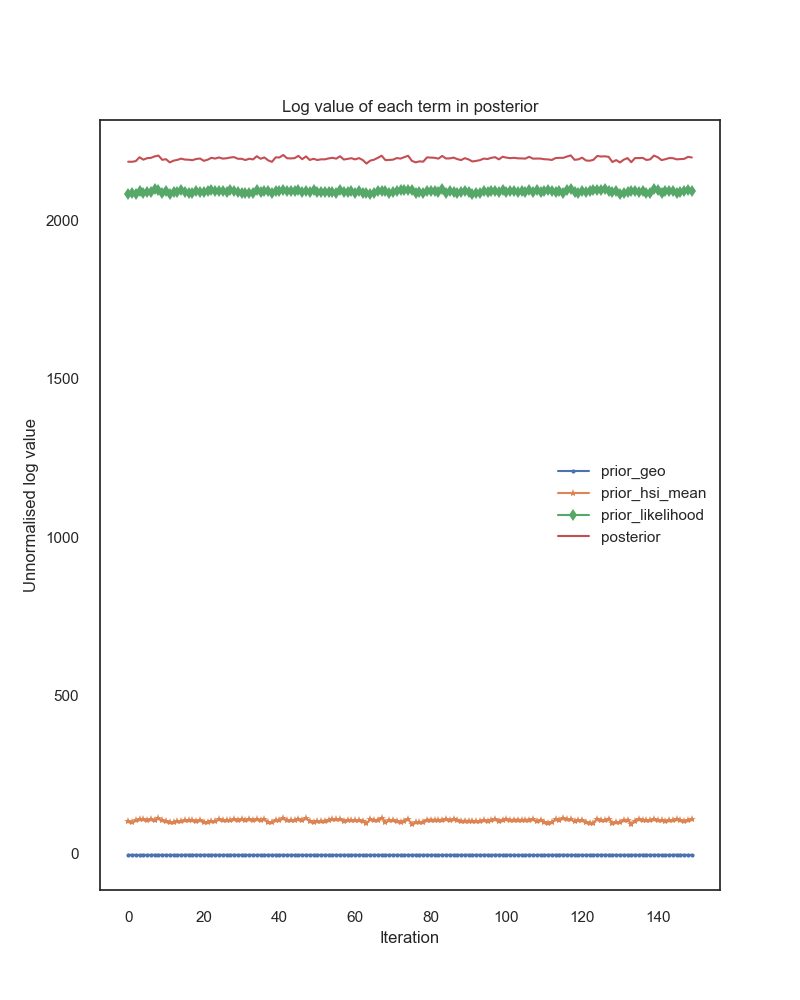 Log value of each term in posterior
Unnormalised log value
2000
1500
1000
500
0
prior_geo
prior_hsi_mean
prior_likelihood
posterior
0 20 40 60 80 100 120 140
Iteration